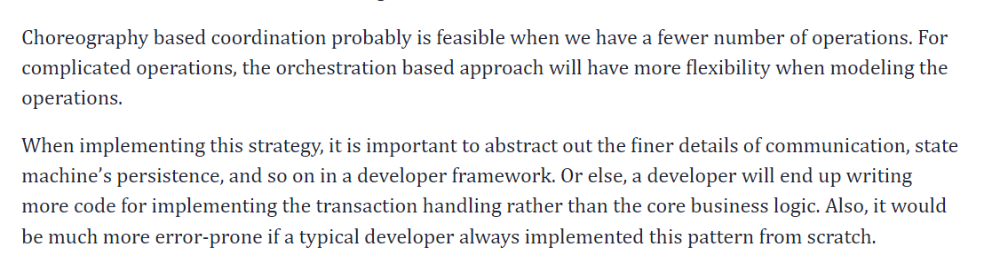 Choreography based coordination probably is feasible when we have a fewer number of operations. For
complicated operations, the orchestration based approach will have more flexibility when modeling the
operations.
When implementing this strategy, it is important to abstract out the finer details of communication, state
machine’s persistence, and so on in a developer framework. Or else, a developer will end up writing
more code for implementing the transaction handling rather than the core business logic. Also, it would
be much more error-prone if a typical developer always implemented this pattern from scratch.